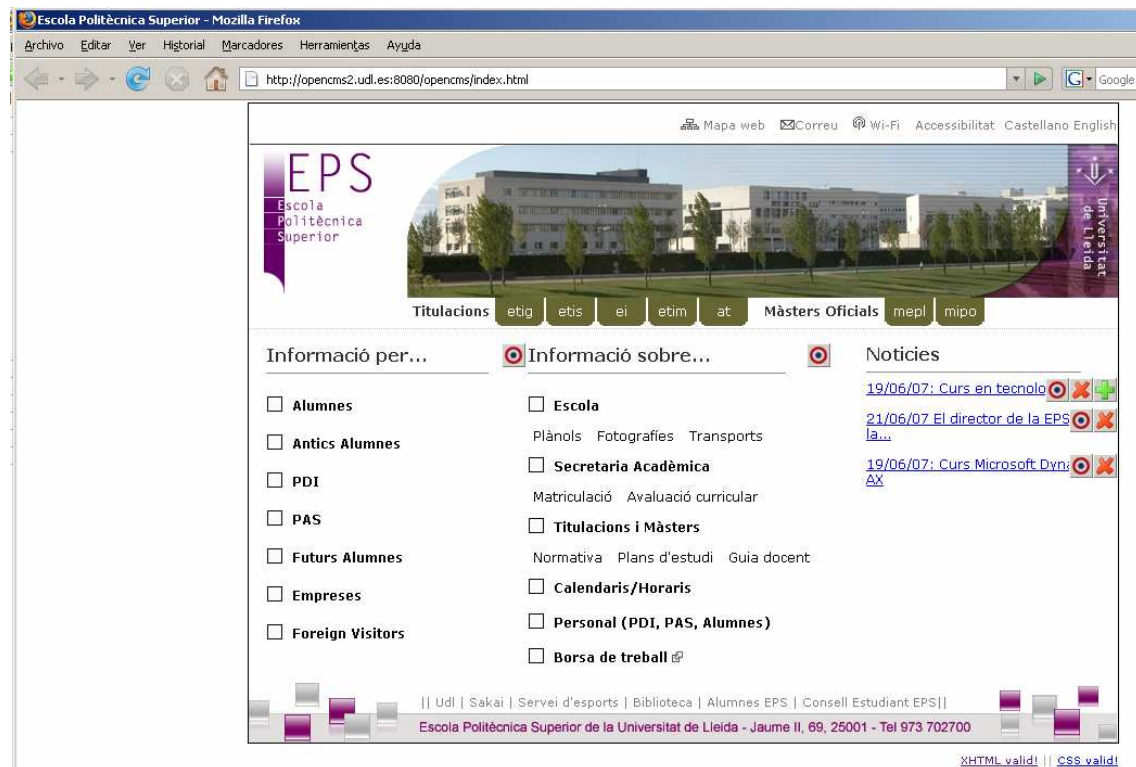 Escola Politècnica Superior - Mozilla Firefox
Archivo Editar Ver Historial Marcadores Herramientas Ayuda
http://opencms2.udl.es:8080/opencms/index.html
Google
Mapa web Correu Wi-Fi Accessibilitat Castellano English
EPS
Escola
Politècnica
Superior
Universitat
de Lleida
Titulacions etig etis ei etim at Màsters Oficials mepl mipo
Informació per...
Alumnes
Antics Alumnes
PDI
PAS
Futurs Alumnes
Empreses
Foreign Visitors
Informació sobre...
Escola
Plànols Fotografíes Transports
Secretaria Acadèmica
Matriculació Avaluació curricular
Titulacions i Màsters
Normativa Plans d'estudi Guia docent
Calendaris/Horaris
Personal (PDI, PAS, Alumnes)
Borsa de treball
Noticies
19/06/07: Curs en tecnolo
21/06/07 El director de la EPS
la...
19/06/07: Curs Microsoft Dyna
AX
|| Udl | Sakai | Servei d'esports | Biblioteca | Alumnes EPS | Consell Estudiant EPS||
Escola Politècnica Superior de la Universitat de Lleida - Jaume II, 69, 25001 - Tel 973 702700
XHTML valid! || CSS valid!